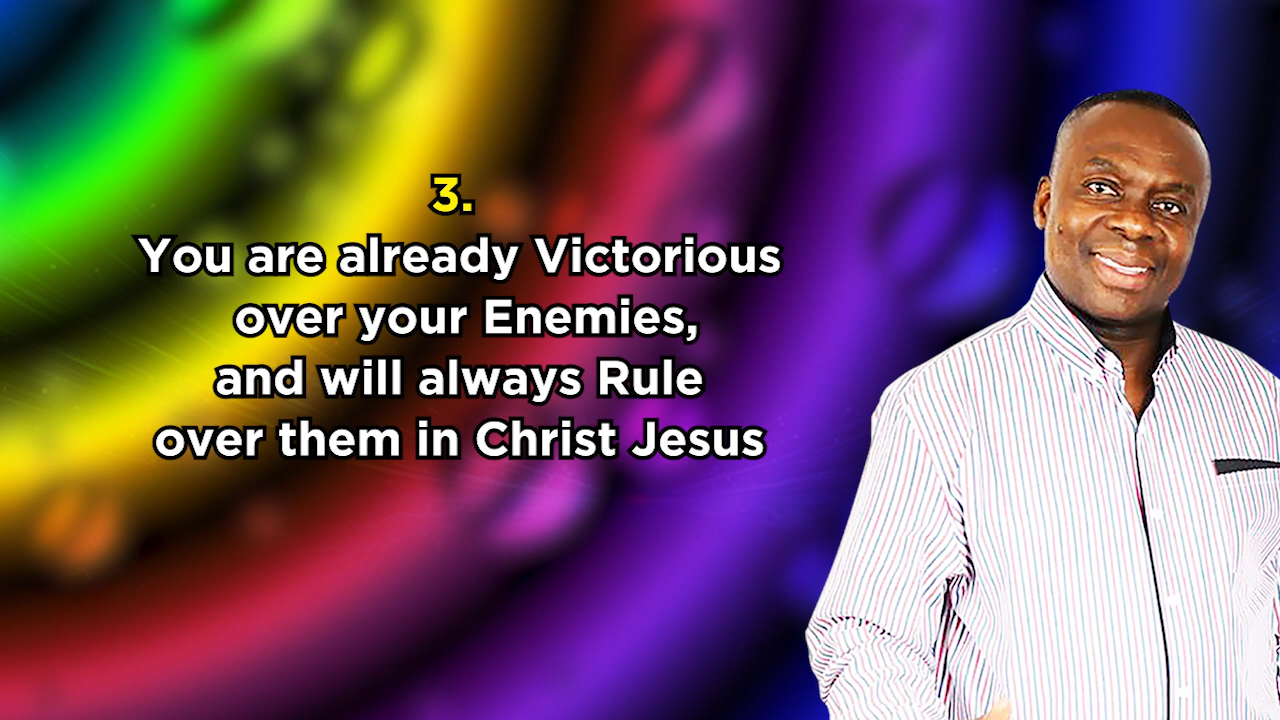 3.
You are already Victorious
over your Enemies,
and will always Rule
over them in Christ Jesus